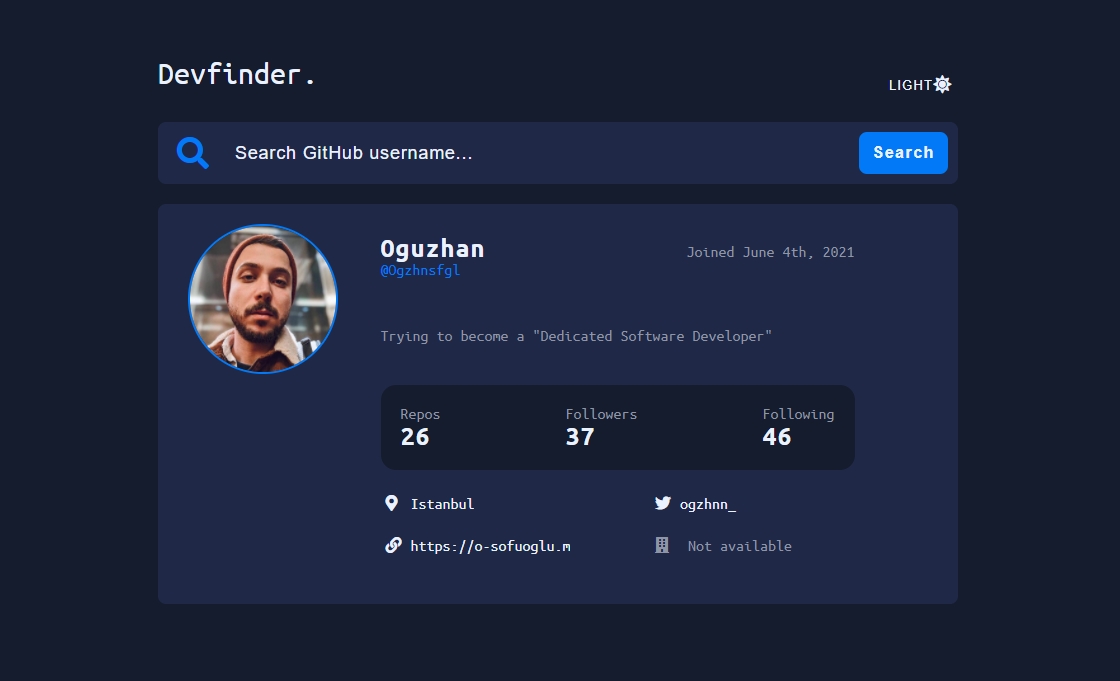 Devfinder.
LIGHT
Search GitHub username...
Search
Oguzhan
Joined June 4th, 2021
@Ogzhnsfgl
Trying to become a "Dedicated Software Developer"
Repos Followers Following
26 37 46
Istanbul ogzhnn_
https://o-sofuoglu.m Not available